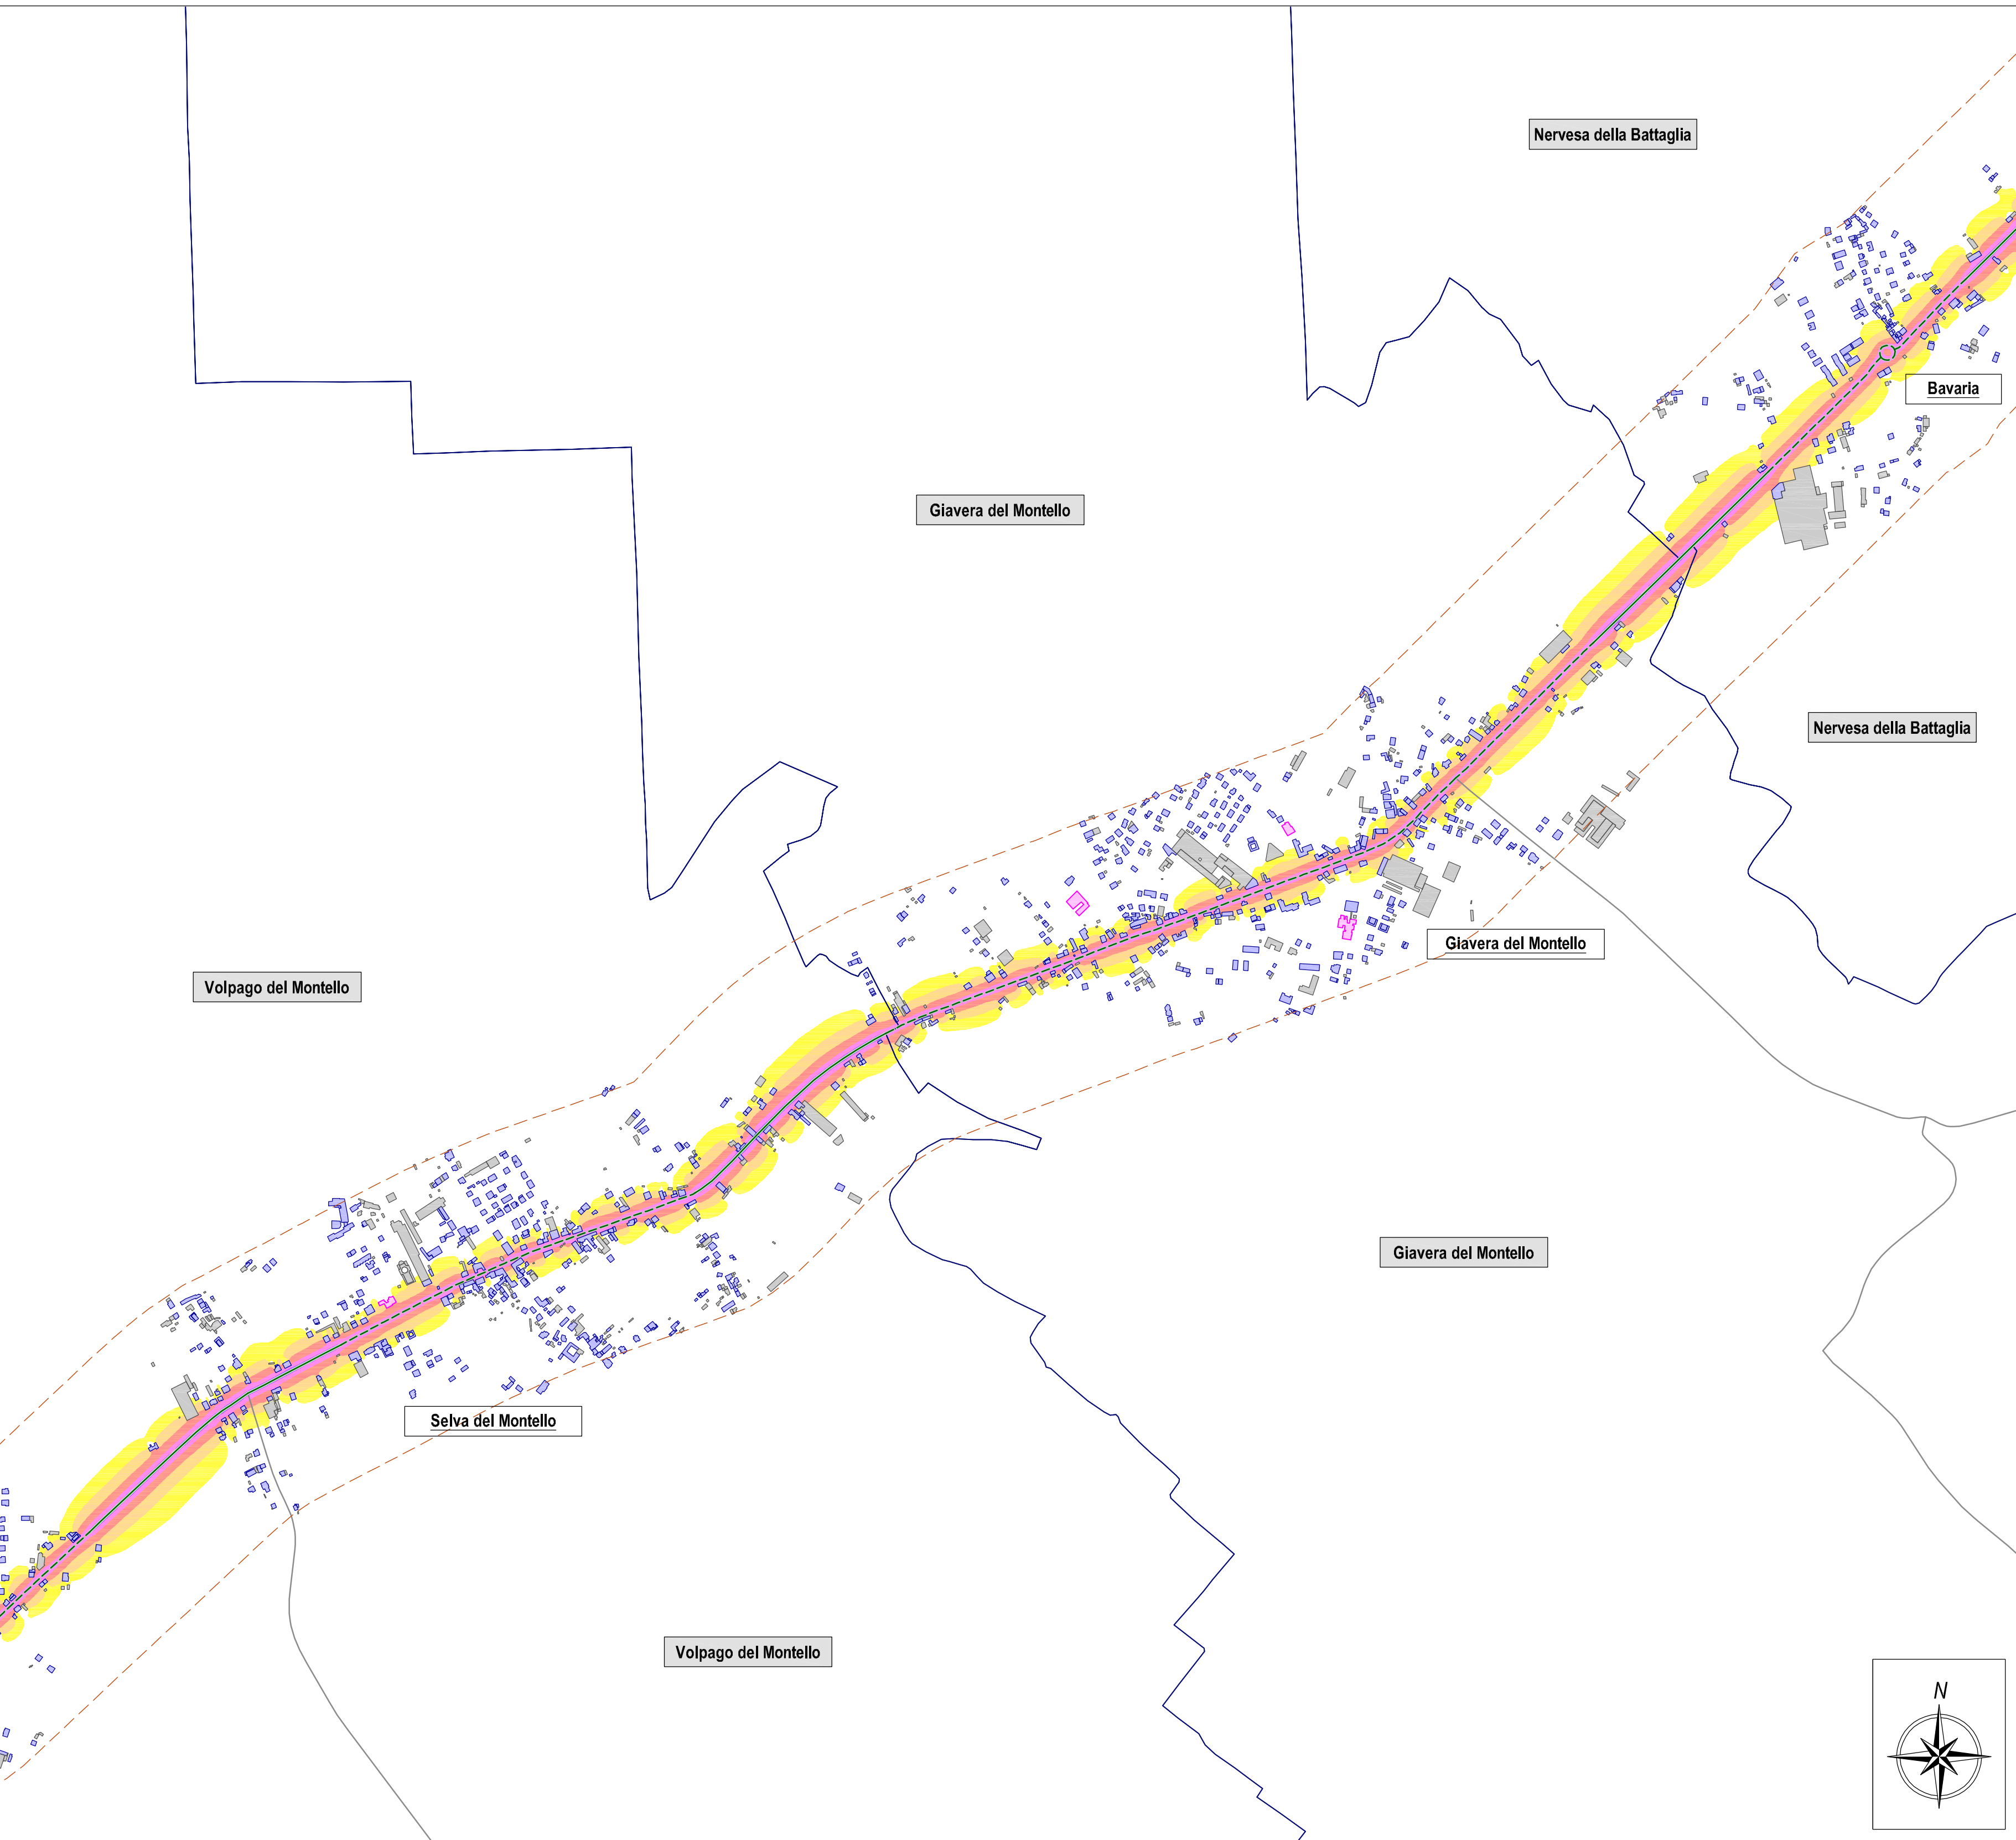 Nervesa della Battaglia
Bavaria
Giavera del Montello
Nervesa della Battaglia
Giavera del Montello
Volpago del Montello
Giavera del Montello
Selva del Montello
Volpago del Montello
N